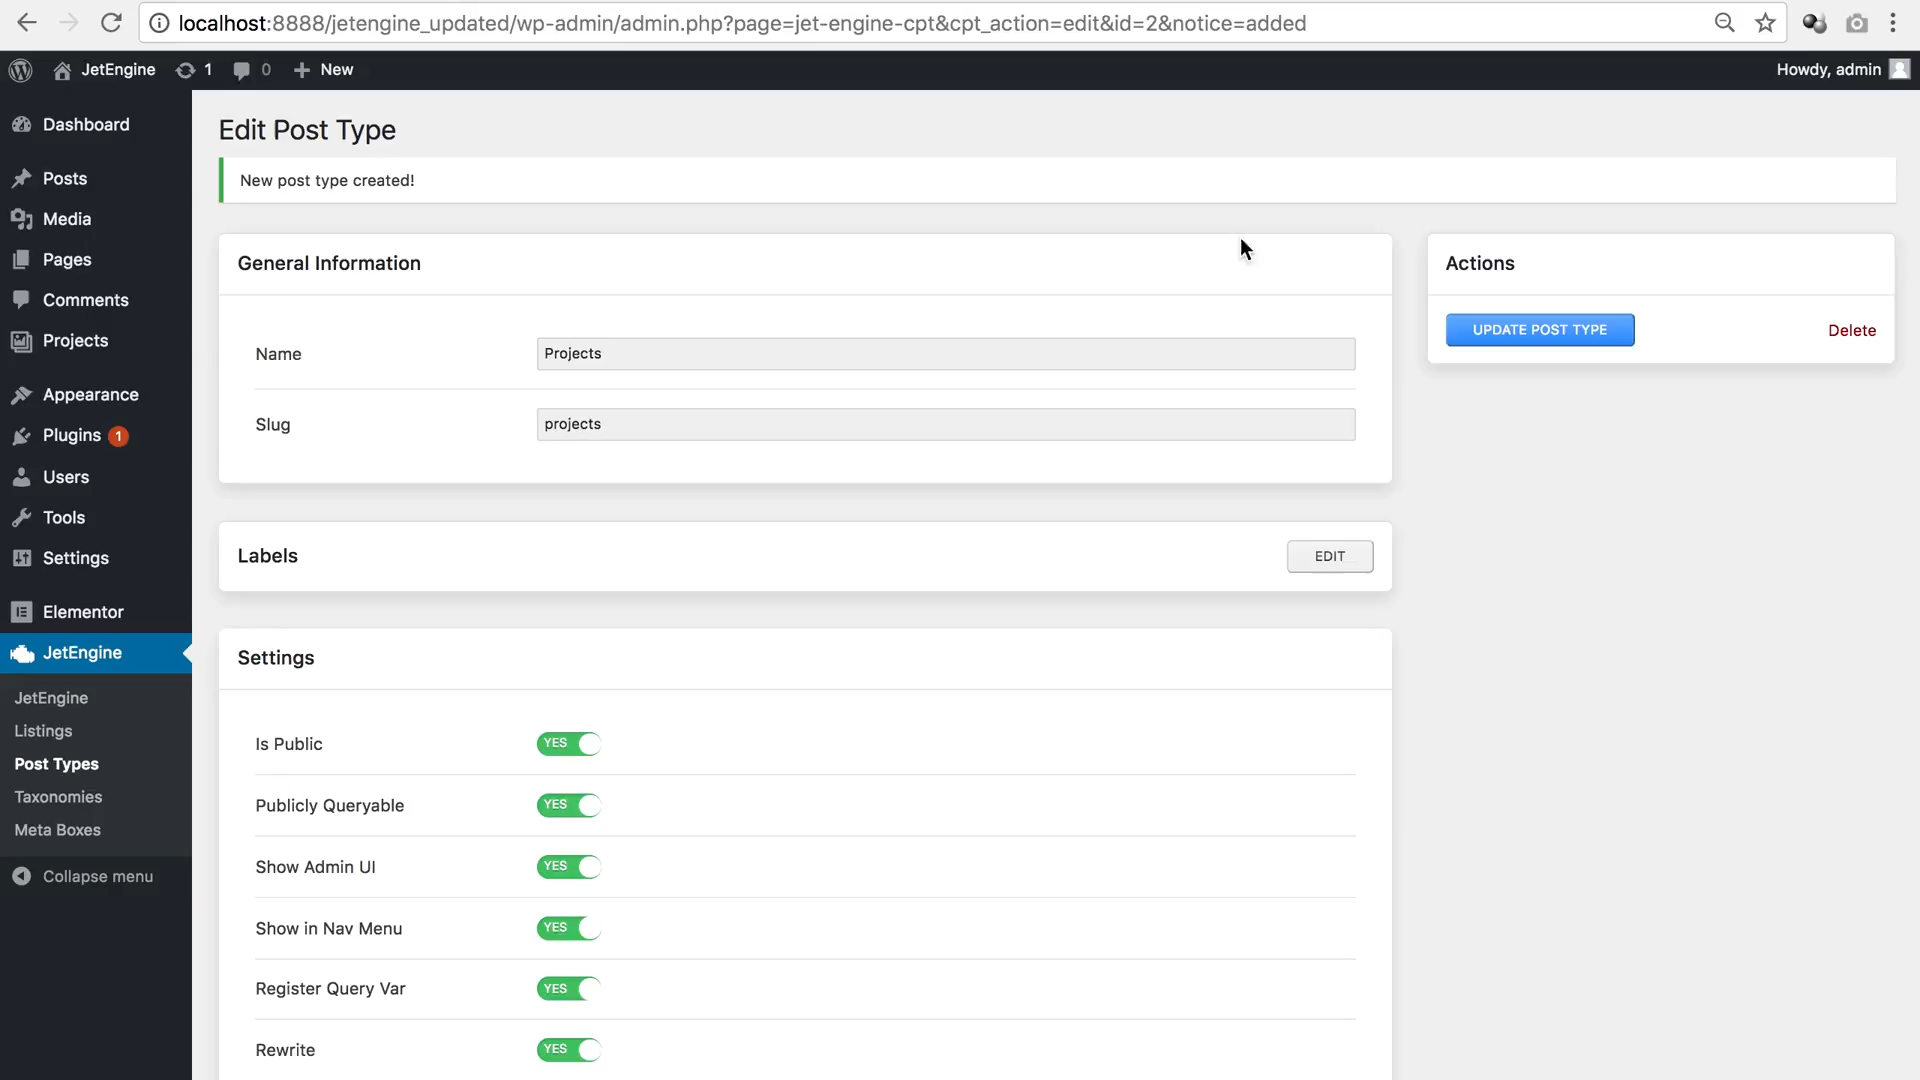 localhost:8888/jetengine_updated/wp-admin/admin.php?page=jet-engine-cpt&cpt_action=edit&id=2&notice=added
JetEngine 1 0 New Howdy, admin
Dashboard
Posts
Media
Pages
Comments
Projects
Appearance
Plugins 1
Users
Tools
Settings
Elementor
JetEngine
JetEngine
Listings
Post Types
Taxonomies
Meta Boxes
Collapse menu
Edit Post Type
New post type created!
General Information
Name Projects
Slug projects
Labels EDIT
Settings
Is Public YES
Publicly Queryable YES
Show Admin UI YES
Show in Nav Menu YES
Register Query Var YES
Rewrite YES
Actions
UPDATE POST TYPE Delete